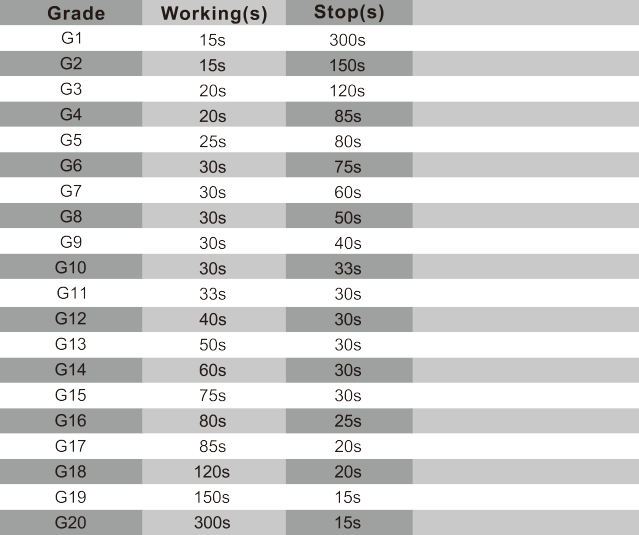 Grade Working(s) Stop(s)
G1 15s 300s
G2 15s 150s
G3 20s 120s
G4 20s 85s
G5 25s 80s
G6 30s 75s
G7 30s 60s
G8 30s 50s
G9 30s 40s
G10 30s 33s
G11 33s 30s
G12 40s 30s
G13 50s 30s
G14 60s 30s
G15 75s 30s
G16 80s 25s
G17 85s 20s
G18 120s 20s
G19 150s 15s
G20 300s 15s